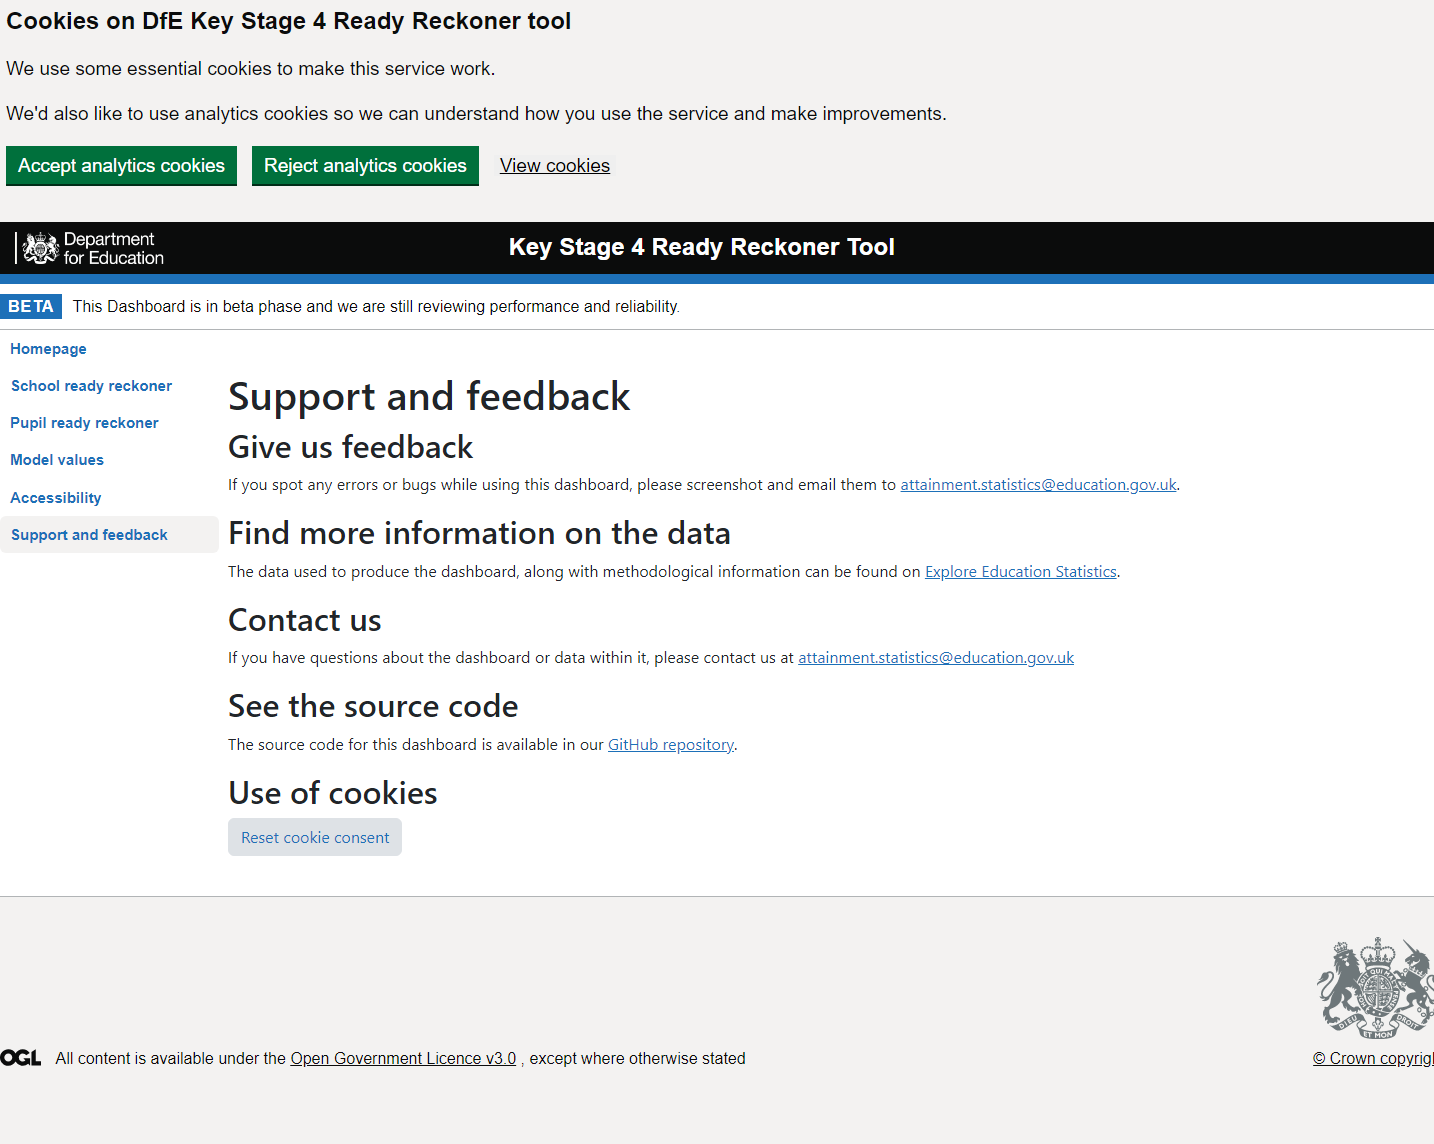 Cookies on DfE Key Stage 4 Ready Reckoner tool
We use some essential cookies to make this service work.
We'd also like to use analytics cookies so we can understand how you use the service and make improvements.
Accept analytics cookies Reject analytics cookies View cookies
Department
for Education
Key Stage 4 Ready Reckoner Tool
BETA This Dashboard is in beta phase and we are still reviewing performance and reliability.
Homepage
School ready reckoner
Pupil ready reckoner
Model values
Accessibility
Support and feedback
Support and feedback
Give us feedback
If you spot any errors or bugs while using this dashboard, please screenshot and email them to attainment.statistics@education.gov.uk.
Find more information on the data
The data used to produce the dashboard, along with methodological information can be found on Explore Education Statistics.
Contact us
If you have questions about the dashboard or data within it, please contact us at attainment.statistics@education.gov.uk
See the source code
The source code for this dashboard is available in our GitHub repository.
Use of cookies
Reset cookie consent
DIEU ET MON DROIT
OGL All content is available under the Open Government Licence v3.0 , except where otherwise stated
© Crown copyrig